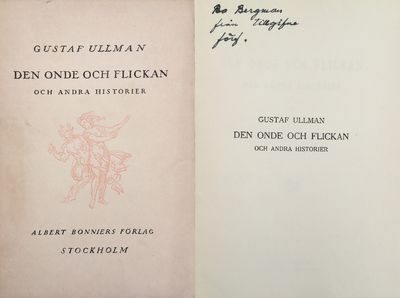 GUSTAF ULLMAN
DEN ONDE OCH FLICKAN
OCH ANDRA HISTORIER
ALBERT BONNIERS FÖRLAG
STOCKHOLM
Bo Bergman
från tillgifne
förf.
GUSTAF ULLMAN
DEN ONDE OCH FLICKAN
OCH ANDRA HISTORIER